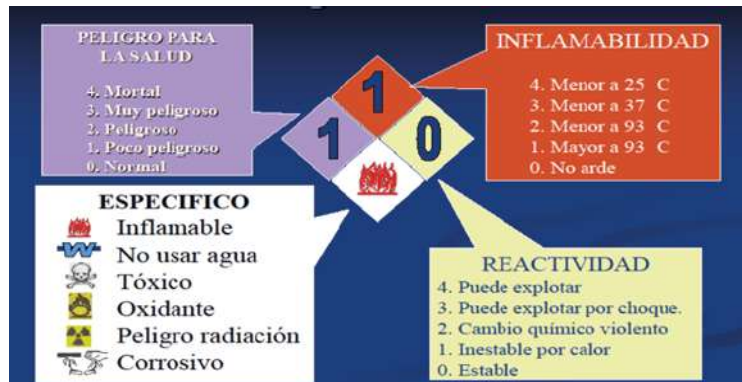 PELIGRO PARA
LA SALUD
4. Mortal
3. Muy peligroso
2. Peligroso
1. Poco peligroso
0. Normal
1
1
0
INFLAMABILIDAD
4. Menor a 25 C
3. Menor a 37 C
2. Menor a 93 C
1. Mayor a 93 C
0. No arde
ESPECIFICO
Inflamable
No usar agua
Tóxico
Oxidante
Peligro radiación
Corrosivo
REACTIVIDAD
4. Puede explotar
3. Puede explotar por choque.
2. Cambio químico violento
1. Inestable por calor
0. Estable